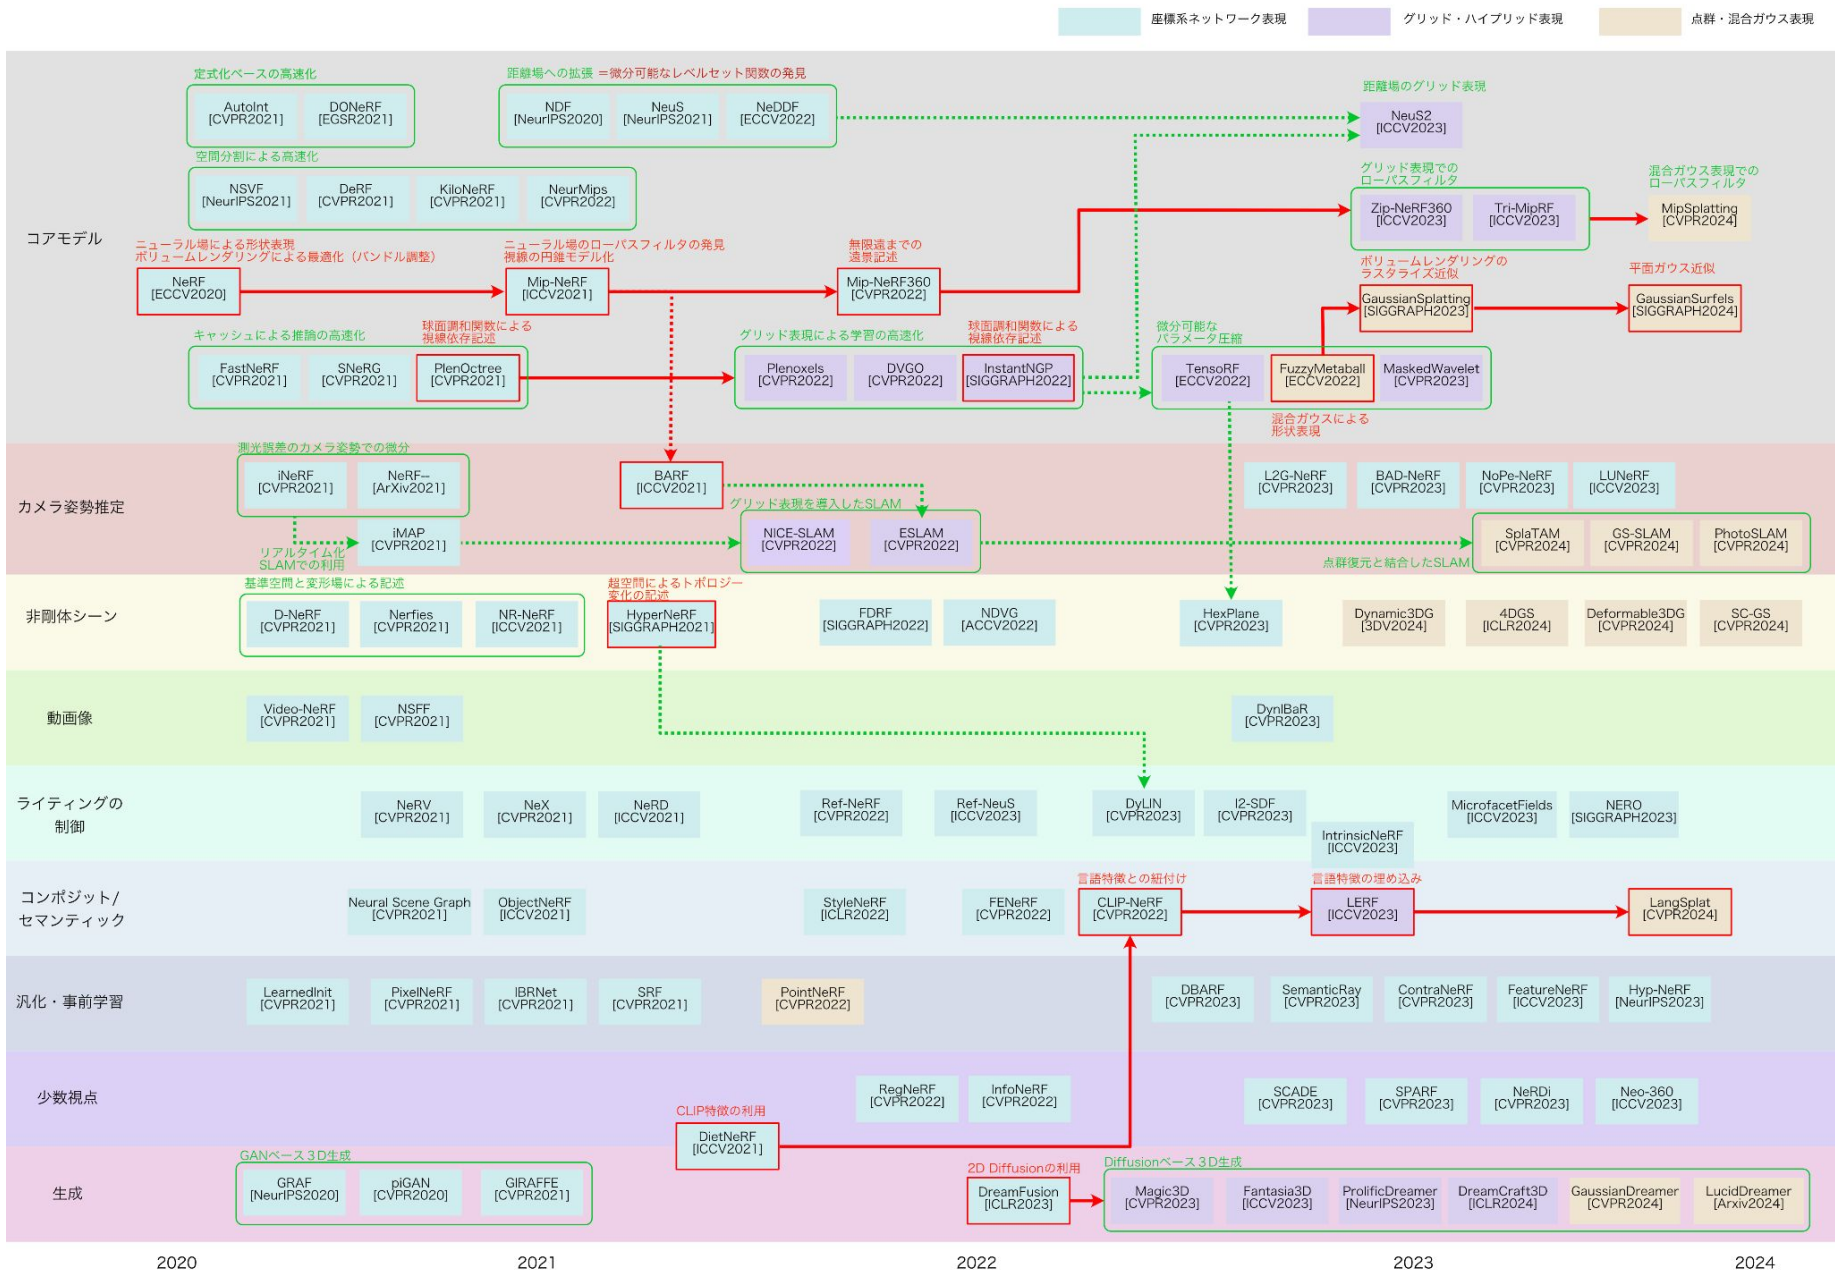 座標系ネットワーク表現
グリッド・ハイブリッド表現
点群・混合ガウス表現
コアモデル
定式化ベースの高速化
AutoInt
[CVPR2021]
DONeRF
[EGSR2021]
距離場への拡張 =微分可能なレベルセット関数の発見
NDF
[NeurIPS2020]
NeuS
[NeurIPS2021]
NeDDF
[ECCV2022]
距離場のグリッド表現
NeuS2
[ICCV2023]
空間分割による高速化
NSVF
[NeurIPS2021]
DeRF
[CVPR2021]
KiloNeRF
[CVPR2021]
NeurMips
[CVPR2022]
グリッド表現での
ローパスフィルタ
Zip-NeRF360
[ICCV2023]
Tri-MipRF
[ICCV2023]
混合ガウス表現での
ローパスフィルタ
MipSplatting
[CVPR2024]
ニューラル場による形状表現
ボリュームレンダリングによる最適化（バンドル調整）
NeRF
[ECCV2020]
ニューラル場のローパスフィルタの発見
視線の円錐モデル化
Mip-NeRF
[ICCV2021]
無限遠までの
遠景記述
Mip-NeRF360
[CVPR2022]
ボリュームレンダリングの
ラスタライズ近似
GaussianSplatting
[SIGGRAPH2023]
平面ガウス近似
GaussianSurfels
[SIGGRAPH2024]
キャッシュによる推論の高速化
FastNeRF
[CVPR2021]
SNeRG
[CVPR2021]
球面調和関数による
視線依存記述
PlenOctree
[CVPR2021]
グリッド表現による学習の高速化
Plenoxels
[CVPR2022]
DVGO
[CVPR2022]
球面調和関数による
視線依存記述
InstantNGP
[SIGGRAPH2022]
微分可能な
パラメータ圧縮
TensoRF
[ECCV2022]
FuzzyMetaball
[ECCV2022]
MaskedWavelet
[CVPR2023]
混合ガウスによる
形状表現
カメラ姿勢推定
測光誤差のカメラ姿勢での微分
iNeRF
[CVPR2021]
NeRF--
[ArXiv2021]
BARF
[ICCV2021]
L2G-NeRF
[CVPR2023]
BAD-NeRF
[CVPR2023]
NoPe-NeRF
[CVPR2023]
LUNeRF
[ICCV2023]
リアルタイム化
SLAMでの利用
iMAP
[CVPR2021]
グリッド表現を導入したSLAM
NICE-SLAM
[CVPR2022]
ESLAM
[CVPR2022]
点群復元と結合したSLAM
SplaTAM
[CVPR2024]
GS-SLAM
[CVPR2024]
PhotoSLAM
[CVPR2024]
非剛体シーン
基準空間と変形場による記述
D-NeRF
[CVPR2021]
Nerfies
[CVPR2021]
NR-NeRF
[ICCV2021]
超空間によるトポロジー
変化の記述
HyperNeRF
[SIGGRAPH2021]
FDRF
[SIGGRAPH2022]
NDVG
[ACCV2022]
HexPlane
[CVPR2023]
Dynamic3DG
[3DV2024]
4DGS
[ICLR2024]
Deformable3DG
[CVPR2024]
SC-GS
[CVPR2024]
動画像
Video-NeRF
[CVPR2021]
NSFF
[CVPR2021]
DynIBaR
[CVPR2023]
ライティングの
制御
NeRV
[CVPR2021]
NeX
[CVPR2021]
NeRD
[ICCV2021]
Ref-NeRF
[CVPR2022]
Ref-NeuS
[ICCV2023]
DyLIN
[CVPR2023]
I2-SDF
[CVPR2023]
IntrinsicNeRF
[ICCV2023]
MicrofacetFields
[ICCV2023]
NERO
[SIGGRAPH2023]
コンポジット/
セマンティック
Neural Scene Graph
[CVPR2021]
ObjectNeRF
[ICCV2021]
StyleNeRF
[ICLR2022]
FENeRF
[CVPR2022]
言語特徴との紐付け
CLIP-NeRF
[CVPR2022]
言語特徴の埋め込み
LERF
[ICCV2023]
LangSplat
[CVPR2024]
汎化・事前学習
LearnedInit
[CVPR2021]
PixelNeRF
[CVPR2021]
IBRNet
[CVPR2021]
SRF
[CVPR2021]
PointNeRF
[CVPR2022]
DBARF
[CVPR2023]
SemanticRay
[CVPR2023]
ContraNeRF
[CVPR2023]
FeatureNeRF
[ICCV2023]
Hyp-NeRF
[NeurIPS2023]
少数視点
CLIP特徴の利用
DietNeRF
[ICCV2021]
RegNeRF
[CVPR2022]
InfoNeRF
[CVPR2022]
SCADE
[CVPR2023]
SPARF
[CVPR2023]
NeRDi
[CVPR2023]
Neo-360
[ICCV2023]
生成
GANベース３D生成
GRAF
[NeurIPS2020]
piGAN
[CVPR2020]
GIRAFFE
[CVPR2021]
2D Diffusionの利用
DreamFusion
[ICLR2023]
Diffusionベース３D生成
Magic3D
[CVPR2023]
Fantasia3D
[ICCV2023]
ProlificDreamer
[NeurIPS2023]
DreamCraft3D
[ICLR2024]
GaussianDreamer
[CVPR2024]
LucidDreamer
[Arxiv2024]
2020
2021
2022
2023
2024